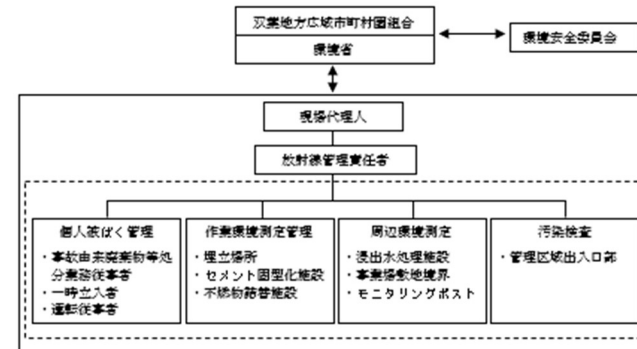 双葉地方広域市町村圏組合
環境省
環境安全委員会
現場代理人
放射線管理責任者
個人被ばく管理
・事故由来廃棄物等処
分業務従事者
・一時立入者
・運転従事者
作業環境測定管理
・埋立場所
・セメント固型化施設
・不燃物詰替施設
周辺環境測定
・浸出水処理施設
・事業場敷地境界
・モニタリングポスト
汚染検査
・管理区域出入口部